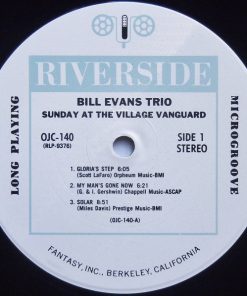 RIVERSIDE
LONG PLAYING
MICROGROOVE
BILL EVANS TRIO
SUNDAY AT THE VILLAGE VANGUARD
OJC-140
(RLP-9376)
SIDE 1
STEREO
1. GLORIA'S STEP 6:05
(Scott LaFaro) Orpheum Music-BMI
2. MY MAN'S GONE NOW 6:21
(G. & I. Gershwin) Chappell Music-ASCAP
3. SOLAR 8:51
(Miles Davis) Prestige Music-BMI
(OJC-140-A)
FANTASY, INC., BERKELEY, CALIFORNIA